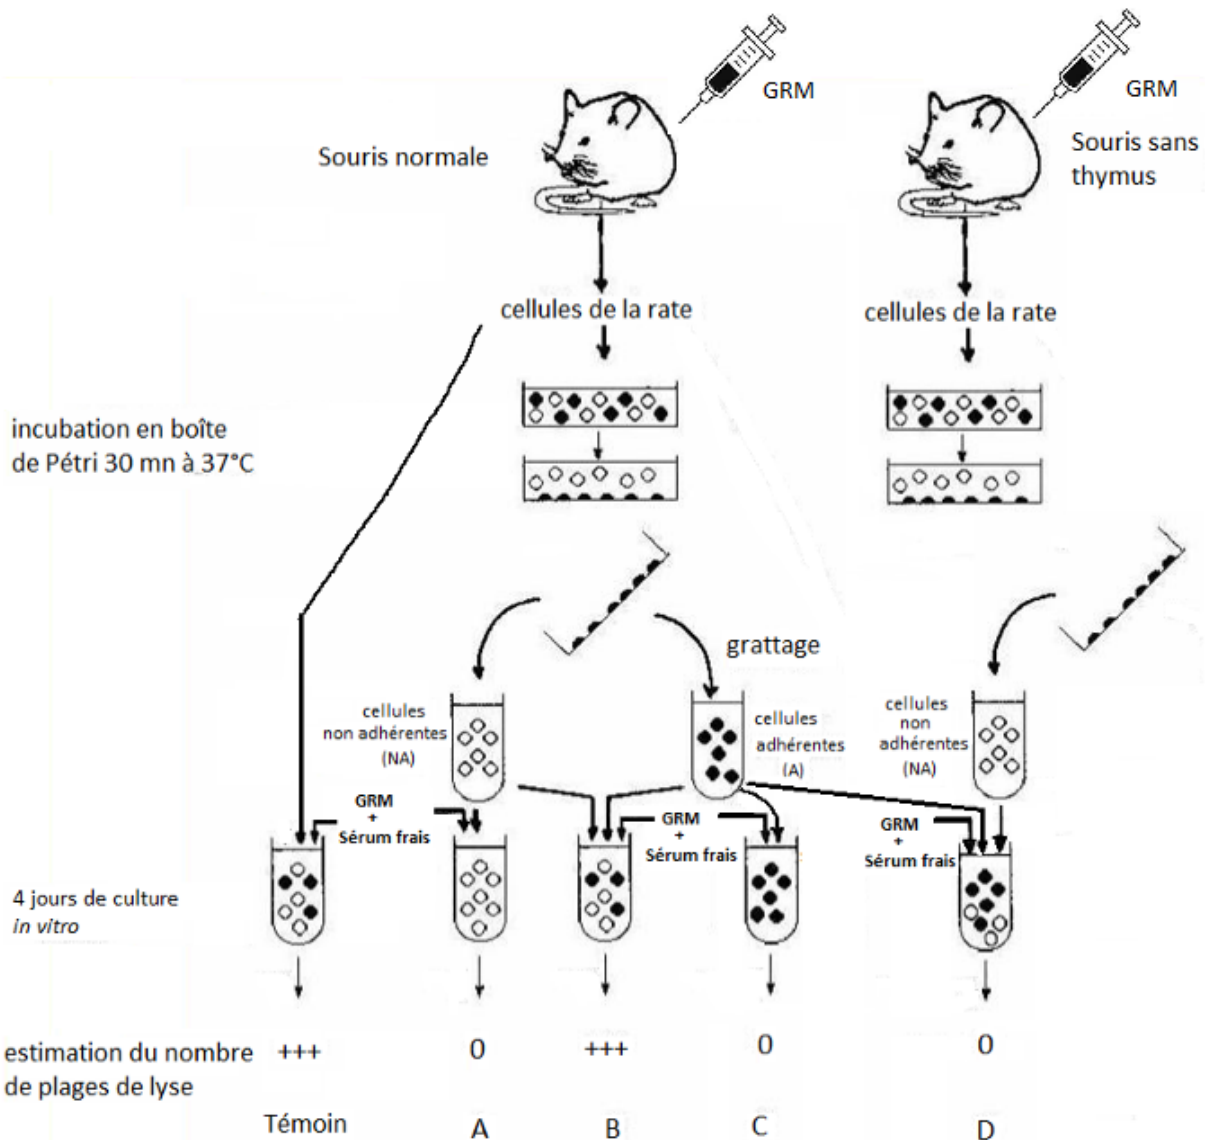 GRM
GRM
Souris normale
Souris sans
thymus
cellules de la rate
cellules de la rate
incubation en boîte
de Pétri 30 mn à 37°C
grattage
cellules
non adhérentes
(NA)
cellules
adhérentes
(A)
cellules
non
adhérentes
(NA)
GRM
+
Sérum frais
GRM
+
Sérum frais
GRM
+
Sérum frais
4 jours de culture
in vitro
estimation du nombre
de plages de lyse
+++ 0 +++ 0 0
Témoin A B C D